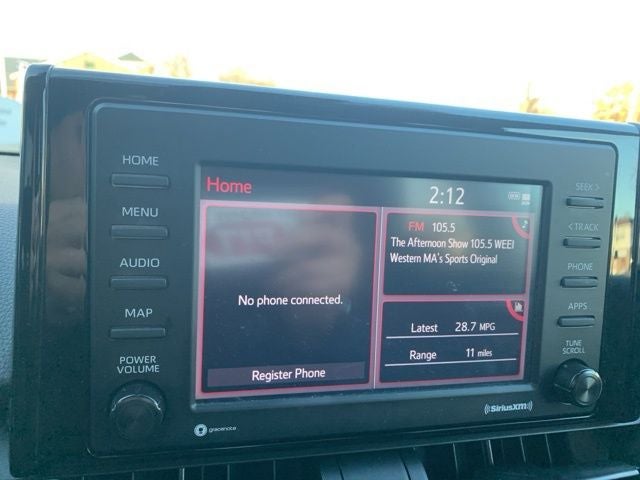 HOME
MENU
AUDIO
MAP
POWER
VOLUME
gracenote
Home
2:12
No phone connected.
Register Phone
FM 105.5
The Afternoon Show 105.5 WEEI
Western MA's Sports Original
Latest 28.7 MPG
Range 11 miles
SEEK >
< TRACK
PHONE
APPS
TUNE
SCROLL
((SiriusXM))